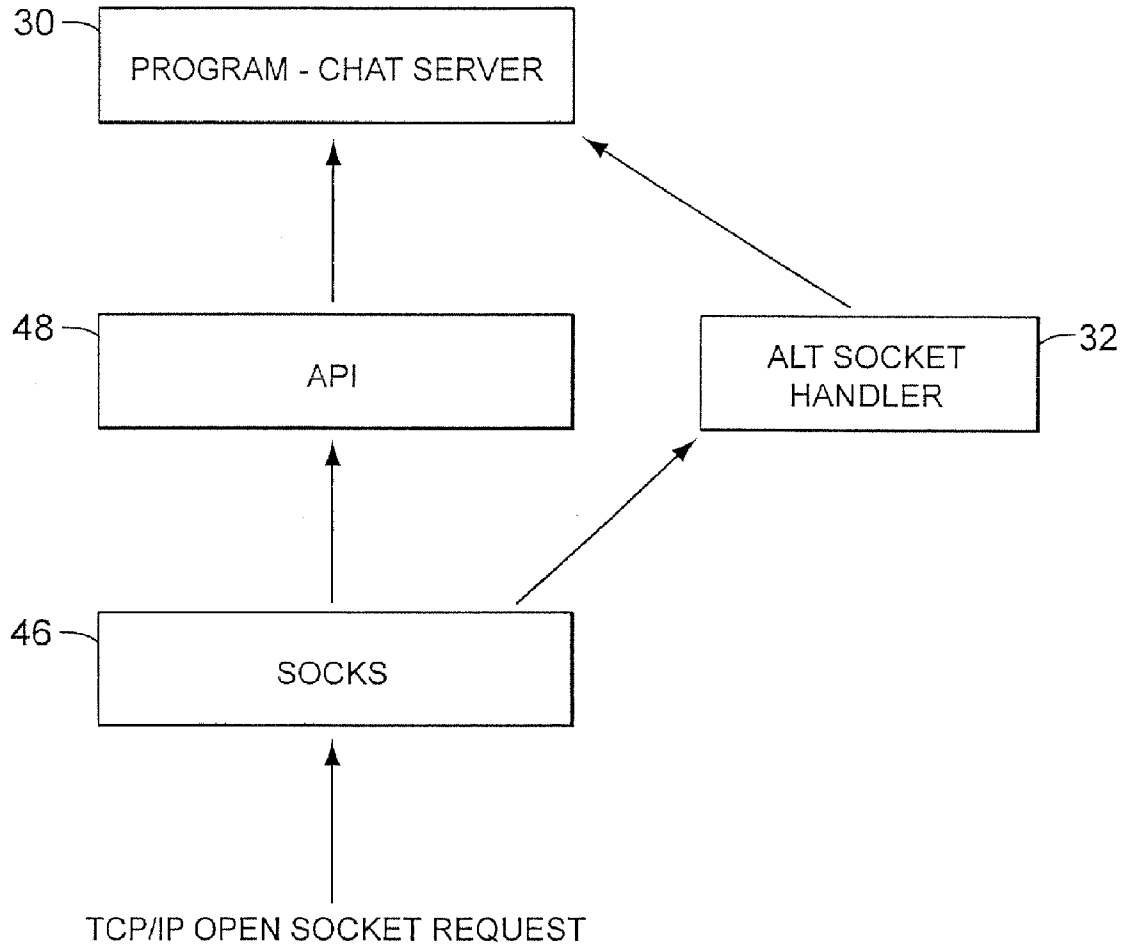 30
PROGRAM - CHAT SERVER
48
API
ALT SOCKET
HANDLER
32
46
SOCKS
TCP/IP OPEN SOCKET REQUEST